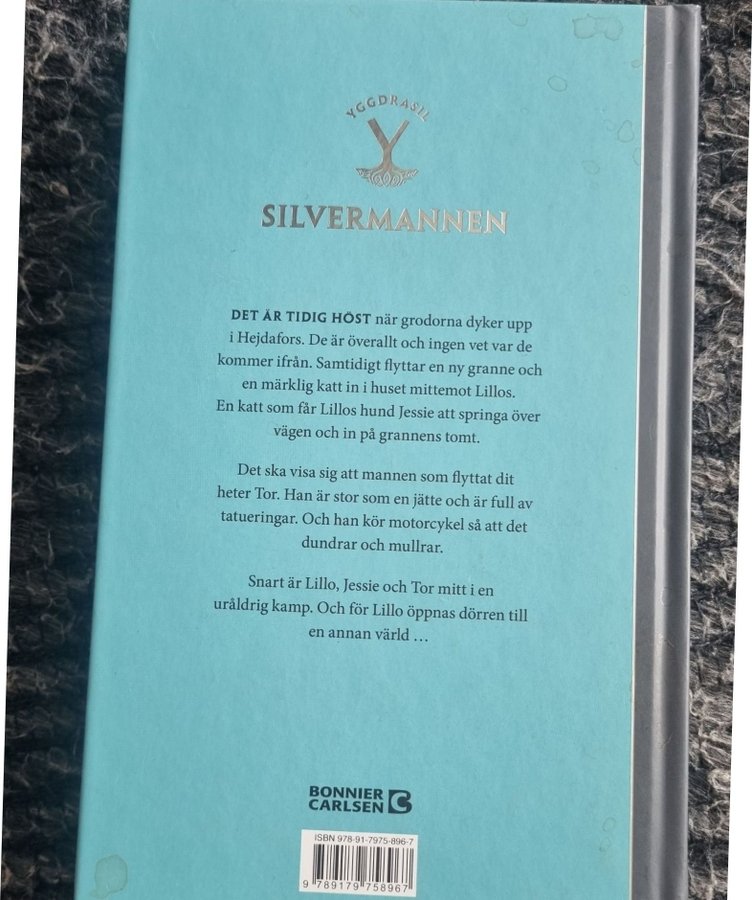 YGGDRASIL
SILVERMANNEN
DET ÄR TIDIG HÖST när grodorna dyker upp
i Hejdafors. De är överallt och ingen vet var de
kommer ifrån. Samtidigt flyttar en ny granne och
en märklig katt in i huset mittemot Lillos.
En katt som får Lillos hund Jessie att springa över
vägen och in på grannens tomt.
Det ska visa sig att mannen som flyttat dit
heter Tor. Han är stor som en jätte och är full av
tatueringar. Och han kör motorcykel så att det
dundrar och mullrar.
Snart är Lillo, Jessie och Tor mitt i en
uråldrig kamp. Och för Lillo öppnas dörren till
en annan värld ...
BONNIER
CARLSEN
ISBN 978-91-7975-896-7
9 789179 758967